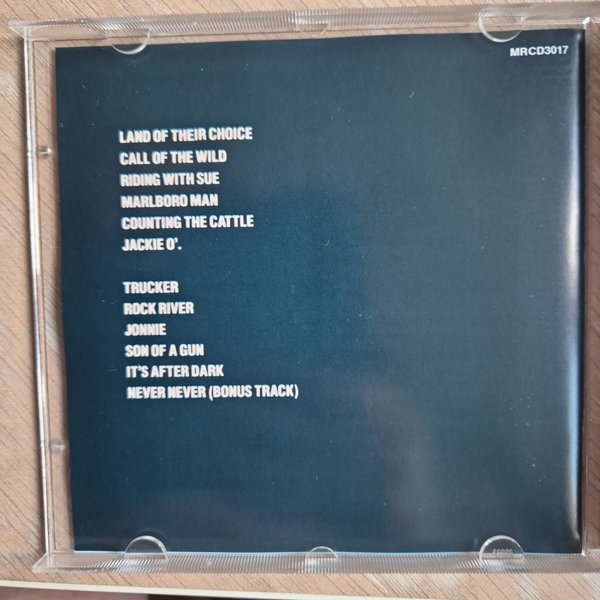 MRCD3017
LAND OF THEIR CHOICE
CALL OF THE WILD
RIDING WITH SUE
MARLBORO MAN
COUNTING THE CATTLE
JACKIE O'.
TRUCKER
ROCK RIVER
JONNIE
SON OF A GUN
IT'S AFTER DARK
NEVER NEVER (BONUS TRACK)